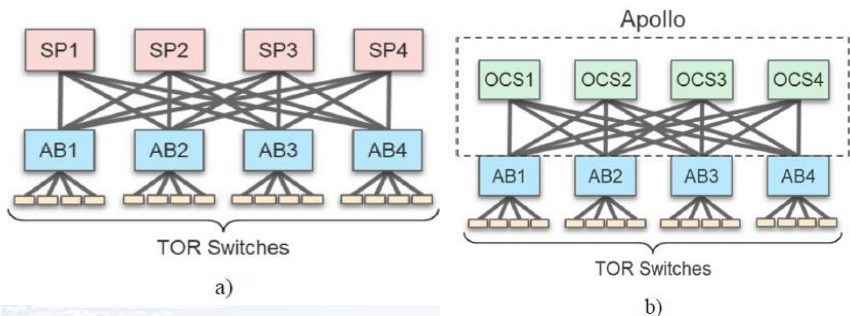 SP1 SP2 SP3 SP4
AB1 AB2 AB3 AB4
TOR Switches
a)
Apollo
OCS1 OCS2 OCS3 OCS4
AB1 AB2 AB3 AB4
TOR Switches
b)